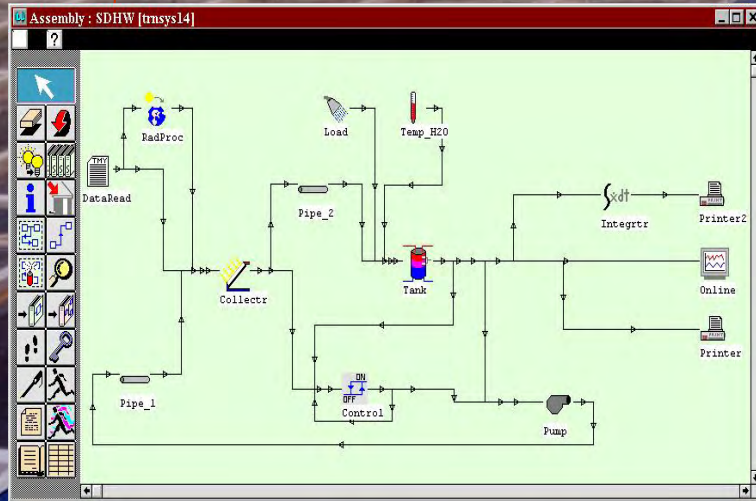 Assembly : SDHW [trnsys14]
?
RadProc
Load
Temp_H2O
TMY
DataRead
Pipe_2
∫xdt
Integrtr
Printer2
Collectr
Tank
Online
Printer
ON
OFF
Control
Pipe_1
Pump